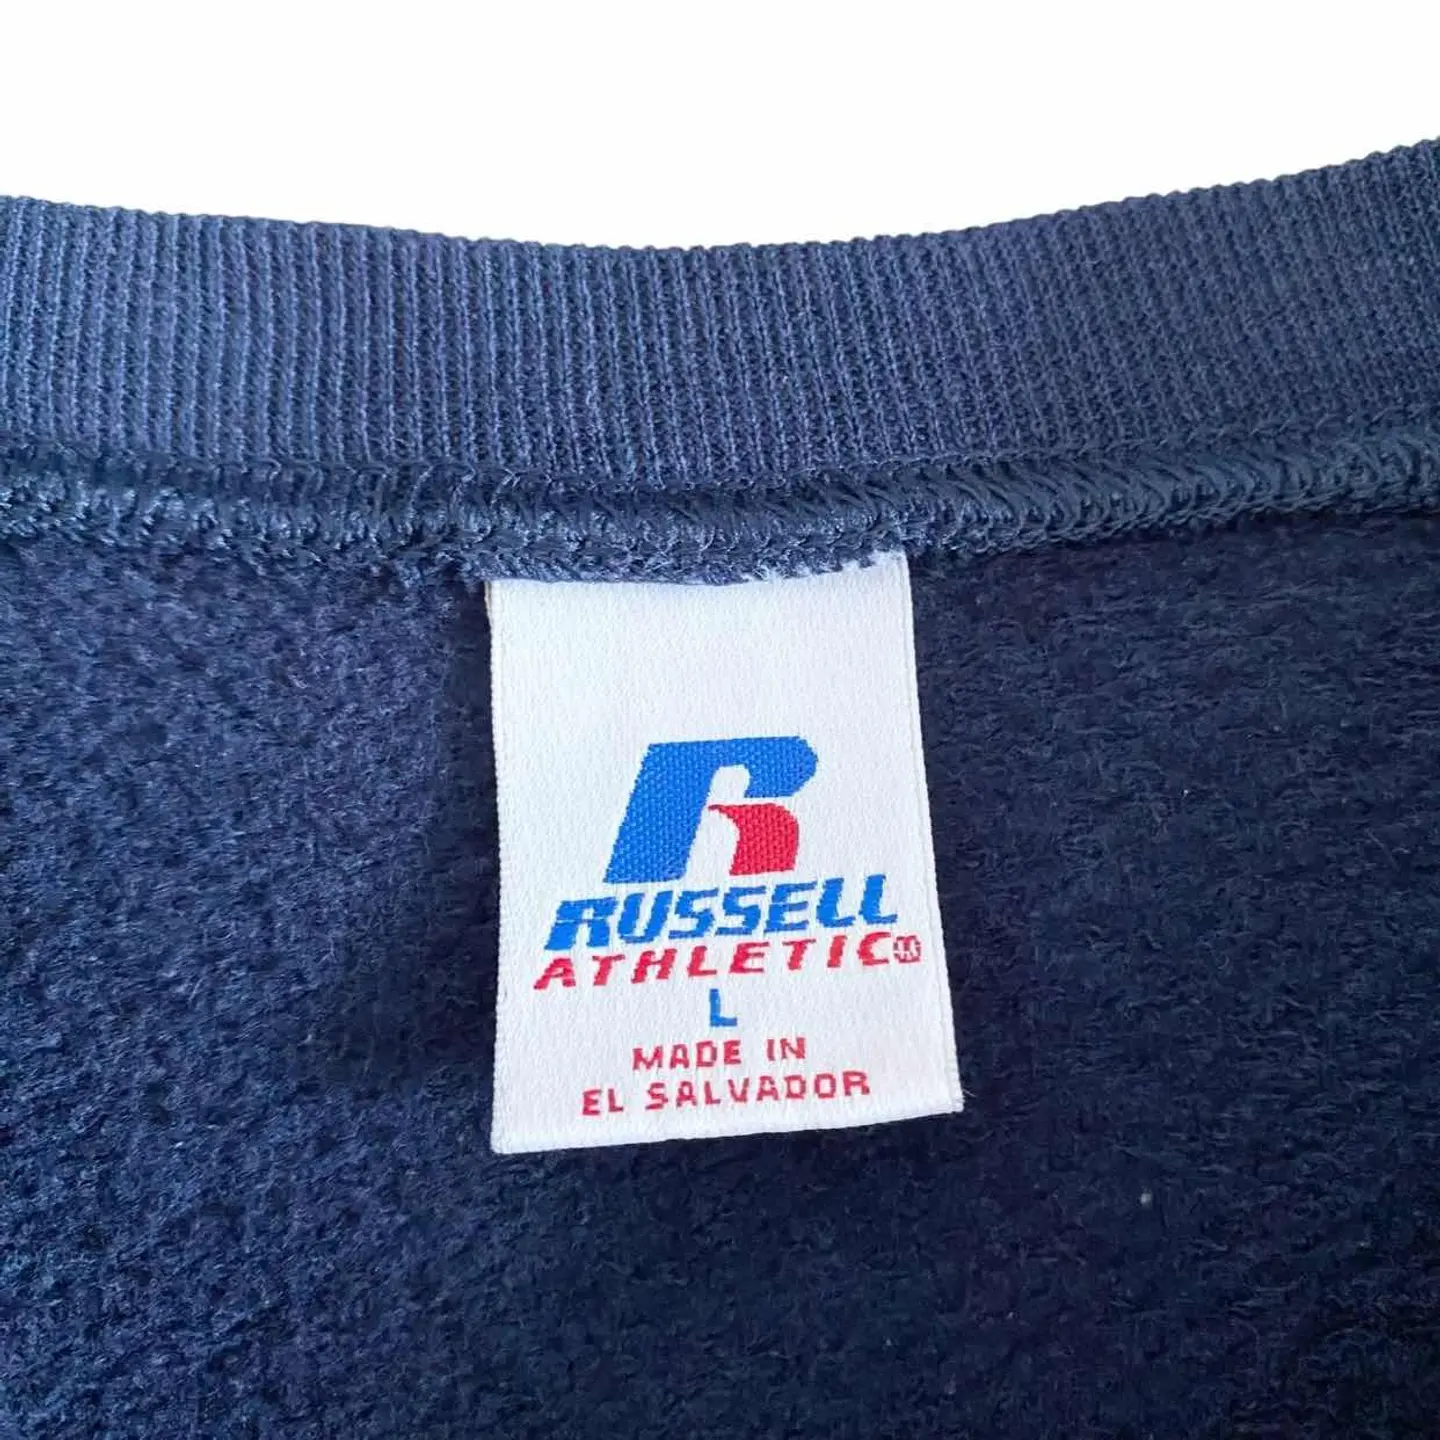 R
RUSSELL
ATHLETIC
L
MADE IN
EL SALVADOR